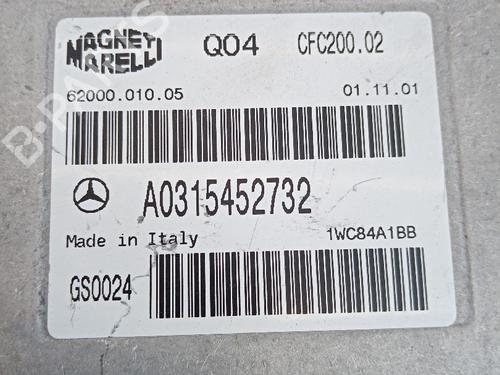 MAGNETI MARELLI Q04 CFC200.02
62000.010.05 01.11.01
A0315452732
Made in Italy 1WC84A1BB
GS0024
B-PARTS